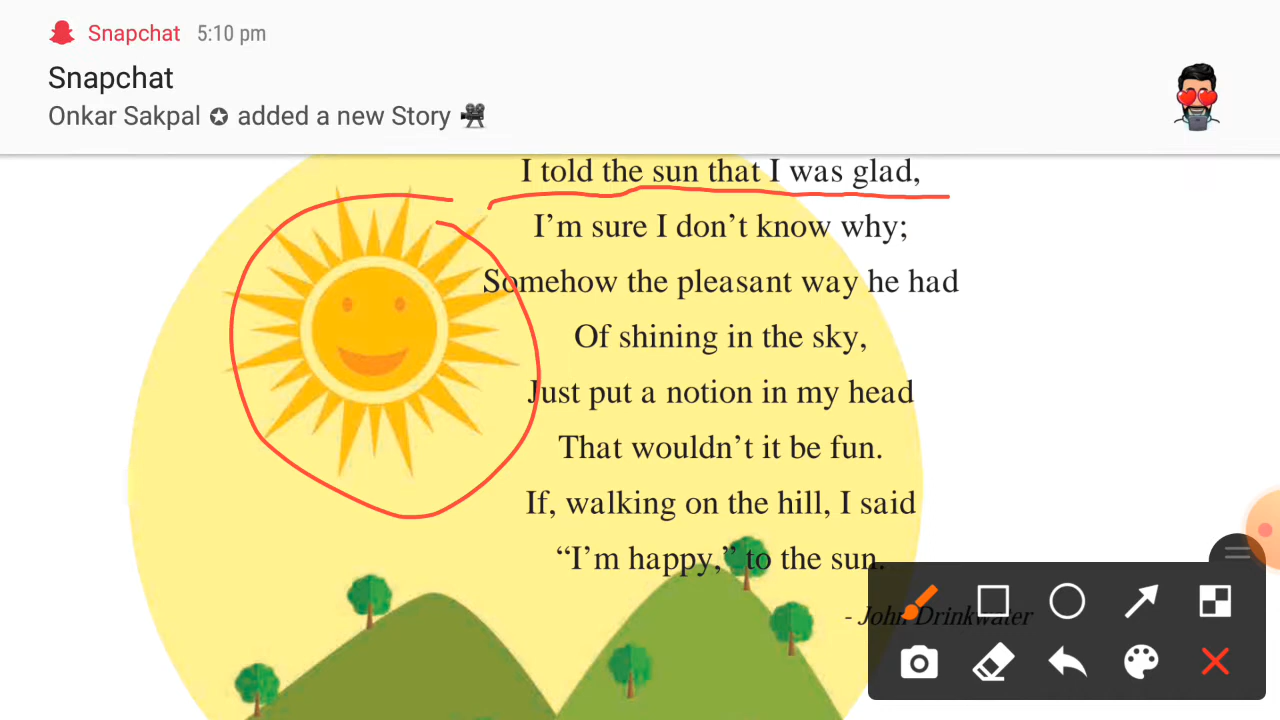 Snapchat 5:10 pm
Snapchat
Onkar Sakpal ✪ added a new Story 🎥
I told the sun that I was glad,
I'm sure I don't know why;
Somehow the pleasant way he had
Of shining in the sky,
Just put a notion in my head
That wouldn't it be fun.
If, walking on the hill, I said
“I'm happy,” to the sun.
- John Drinkwater